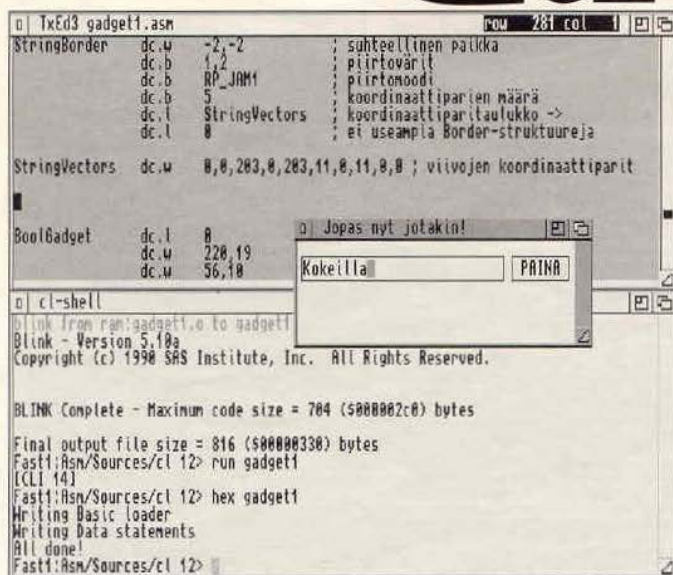 TxEd3 gadget1.asm row 281 col 1
StringBorder dc.w -2,-2 ; suhteellinen paikka
dc.b 1,2 ; piirtovärit
dc.b RP_JAM1 ; piirtomoodi
dc.b 5 ; koordinaattiparien määrä
dc.l StringVectors ; koordinaattiparitaulukko ->
dc.l 0 ; ei useampia Border-struktuureja
StringVectors dc.w 0,0,203,0,203,11,0,11,0,0 ; viivojen koordinaattiparit
BoolGadget dc.l 0
dc.w 220,19
dc.w 56,10
Jopas nyt jotakin!
Kokeilla PAINA
cl-shell
blink from ram:gadget1.o to gadget1
Blink - Version 5.10a
Copyright (c) 1990 SAS Institute, Inc. All Rights Reserved.
BLINK Complete - Maximum code size = 704 ($000002c0) bytes
Final output file size = 816 ($00000330) bytes
Fast1:Asm/Sources/cl 12> run gadget1
[CLI 14]
Fast1:Asm/Sources/cl 12> hex gadget1
Writing Basic loader
Writing Data statements
All done!
Fast1:Asm/Sources/cl 12>